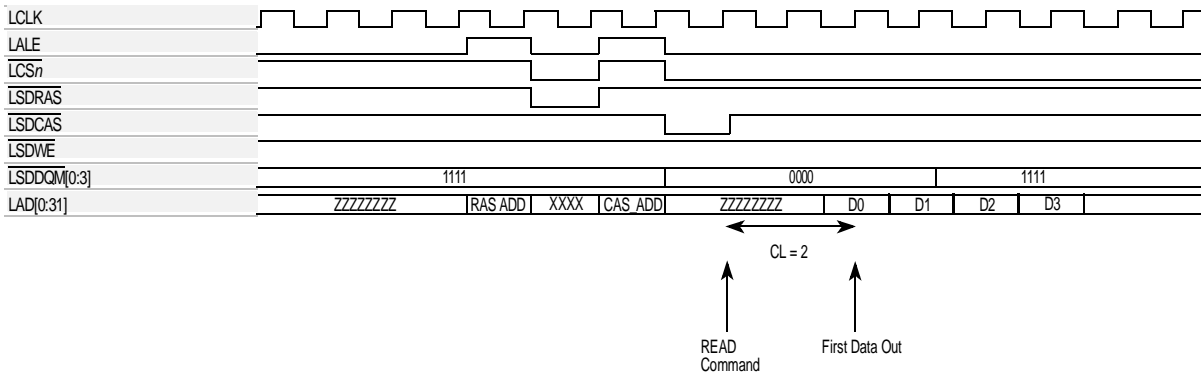 LCLK
LALE
LCSn
LSDRAS
LSDCAS
LSDWE
LSDDQM[0:3] 1111 0000 1111
LAD[0:31] ZZZZZZZZ RAS ADD XXXX CAS_ADD ZZZZZZZZ D0 D1 D2 D3
CL = 2
READ Command
First Data Out